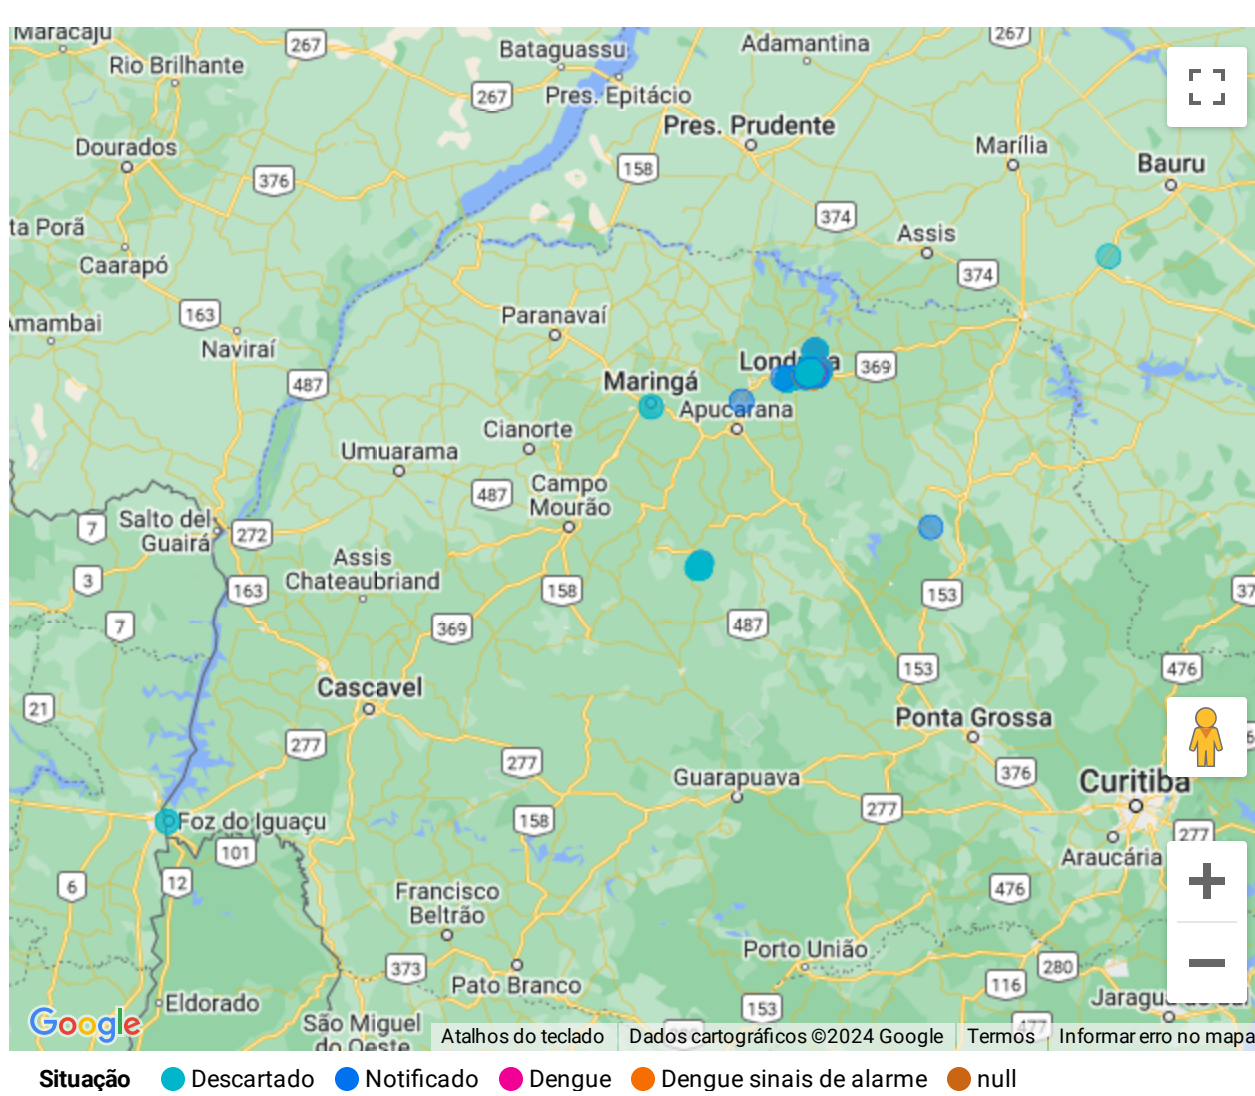 Maracaju
267
Bataguassu
Adamantina
267
Rio Brilhante
267
Pres. Epitácio
Pres. Prudente
Dourados
Marília
Bauru
158
376
374
ta Porã
Assis
Caarapó
374
163
Paranavaí
Amambai
Naviraí
369
487
Maringá
Apucarana
Cianorte
Umuarama
487
Campo
Mourão
7
Salto del
Guairá
272
Assis
Chateaubriand
3
163
158
153
37
7
369
487
153
476
Cascavel
21
Ponta Grossa
277
277
Guarapuava
376
Curitiba
Foz do Iguaçu
158
277
277
101
Araucária
6
12
Francisco
Beltrão
476
Porto União
373
280
Pato Branco
116
Eldorado
153
São Miguel
do Oeste
477
Google
Atalhos do teclado
Dados cartográficos ©2024 Google
Termos
Informar erro no mapa
Situação
Descartado
Notificado
Dengue
Dengue sinais de alarme
null